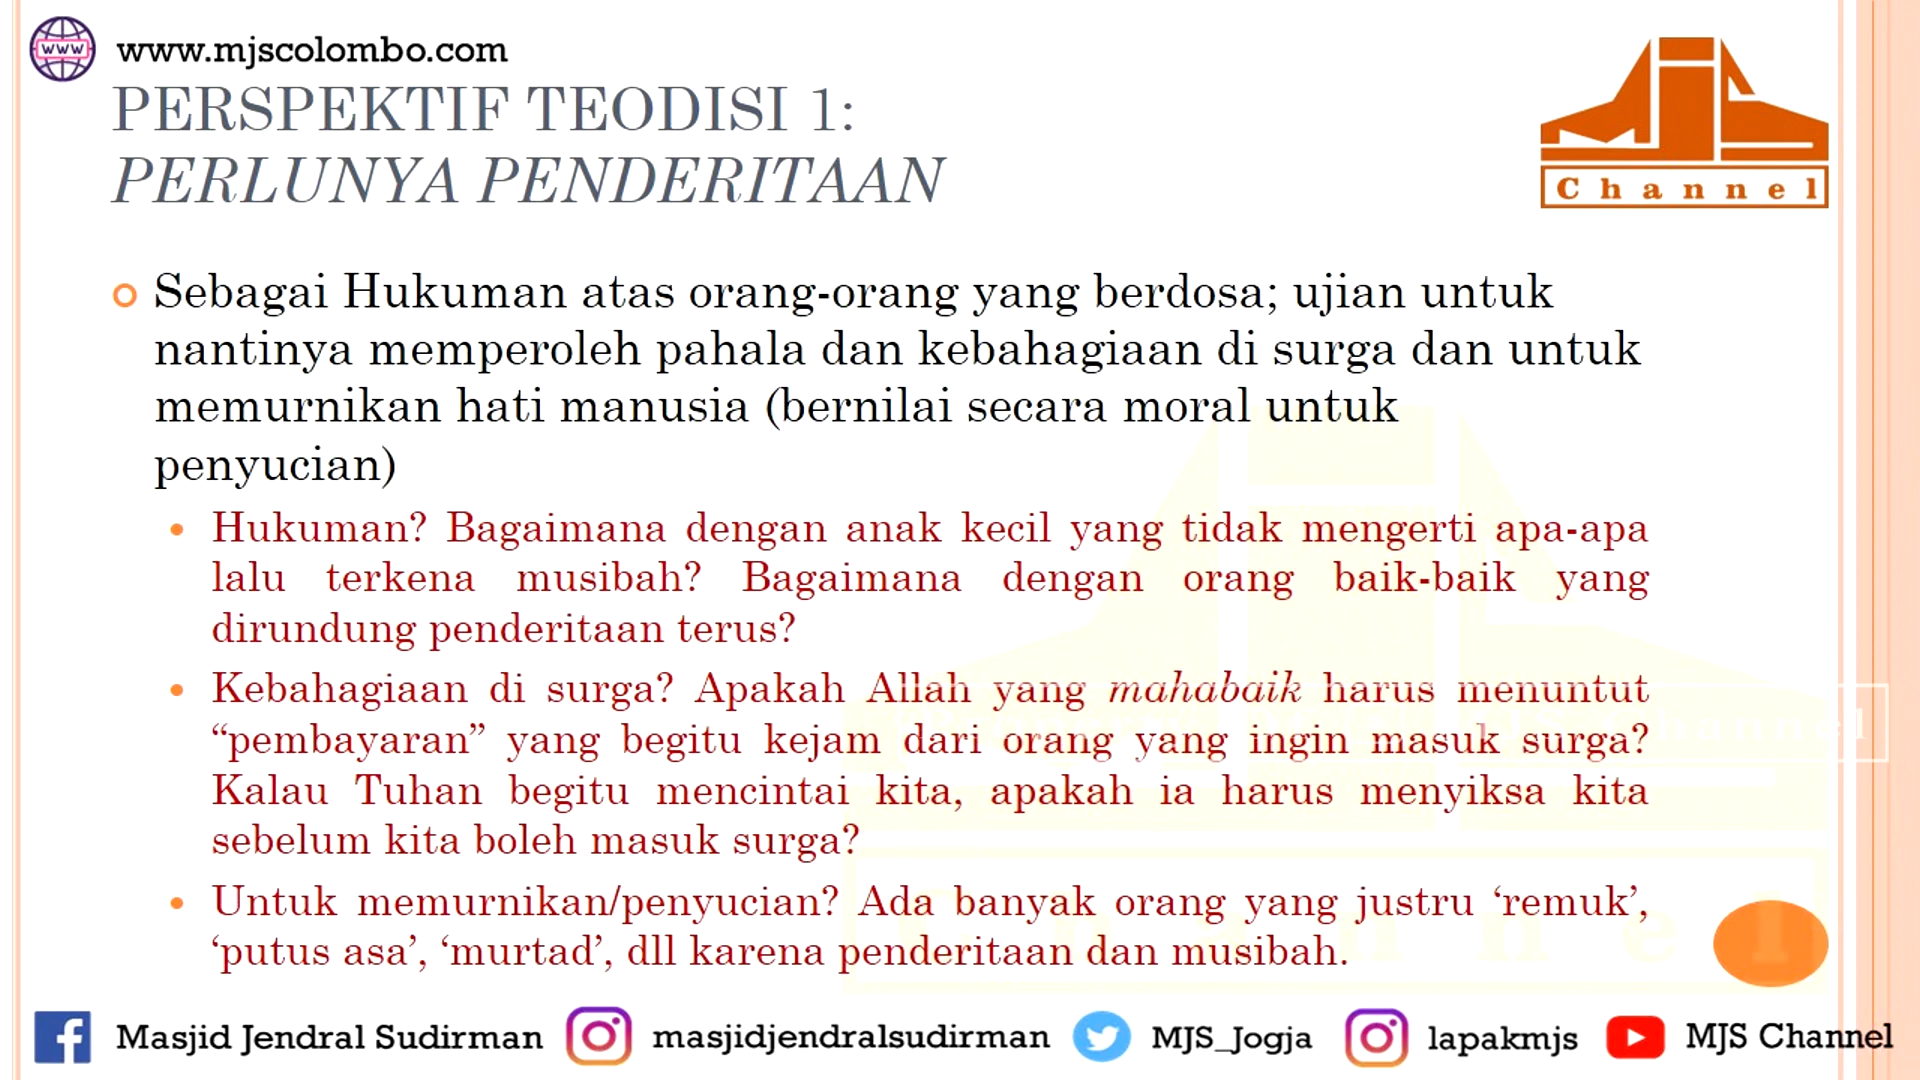 www.mjscolombo.com
PERSPEKTIF TEODISI 1:
PERLUNYA PENDERITAAN
MJS
Channel
Sebagai Hukuman atas orang-orang yang berdosa; ujian untuk
nantinya memperoleh pahala dan kebahagiaan di surga dan untuk
memurnikan hati manusia (bernilai secara moral untuk
penyucian)
Hukuman? Bagaimana dengan anak kecil yang tidak mengerti apa-apa
lalu terkena musibah? Bagaimana dengan orang baik-baik yang
dirundung penderitaan terus?
Kebahagiaan di surga? Apakah Allah yang mahabaik harus menuntut
“pembayaran” yang begitu kejam dari orang yang ingin masuk surga?
Kalau Tuhan begitu mencintai kita, apakah ia harus menyiksa kita
sebelum kita boleh masuk surga?
Untuk memurnikan/penyucian? Ada banyak orang yang justru ‘remuk’,
‘putus asa’, ‘murtad’, dll karena penderitaan dan musibah.
Masjid Jendral Sudirman masjidjendralsudirman MJS_Jogja lapakmjs MJS Channel